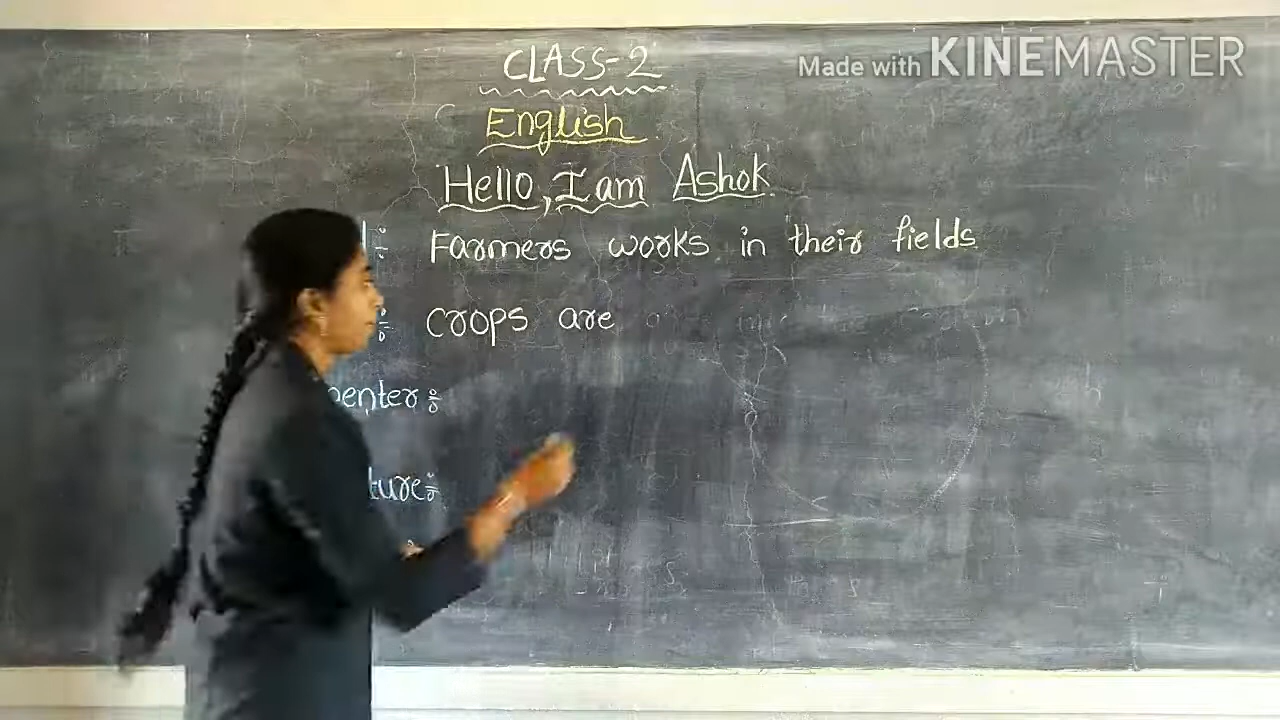 CLASS-2
Made with KINEMASTER
English
Hello, I am Ashok.
Farmers works in their fields
crops are
penter:
ture: